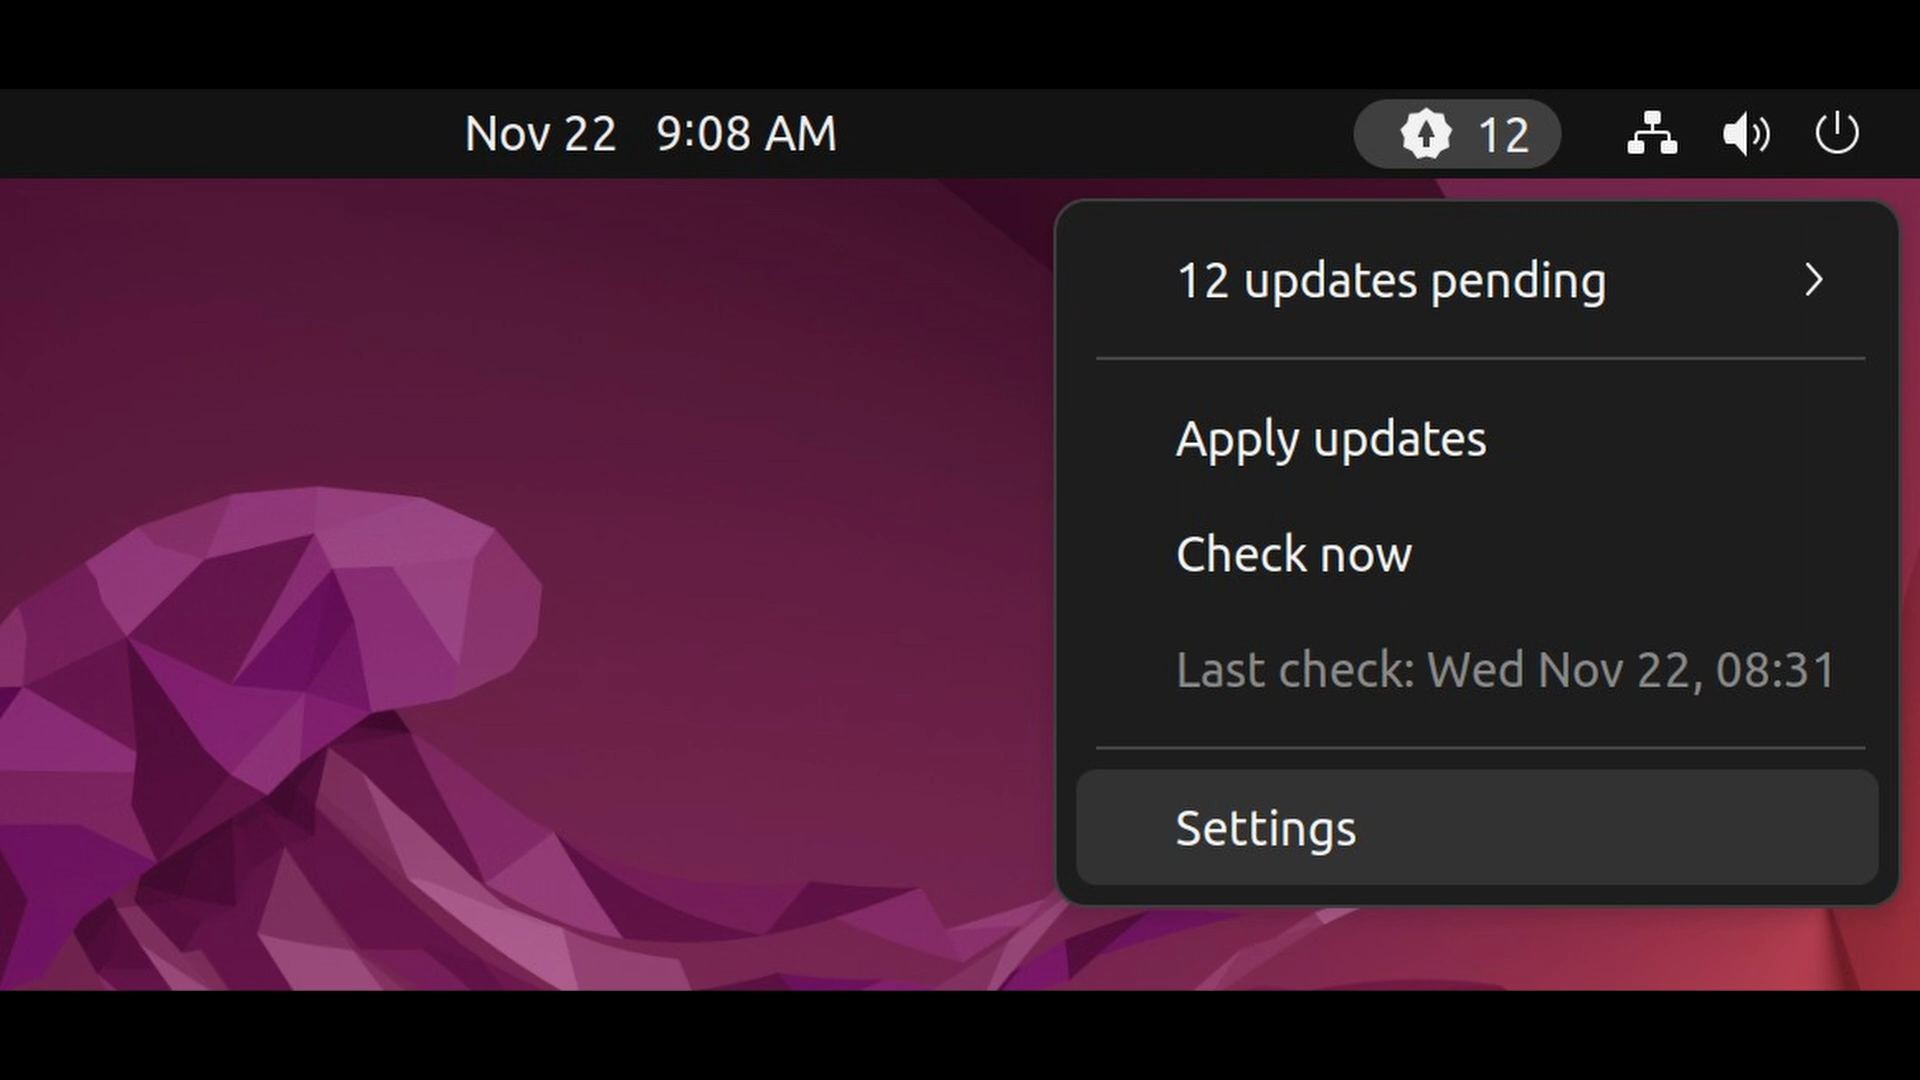 Nov 22 9:08 AM 12
12 updates pending
Apply updates
Check now
Last check: Wed Nov 22, 08:31
Settings